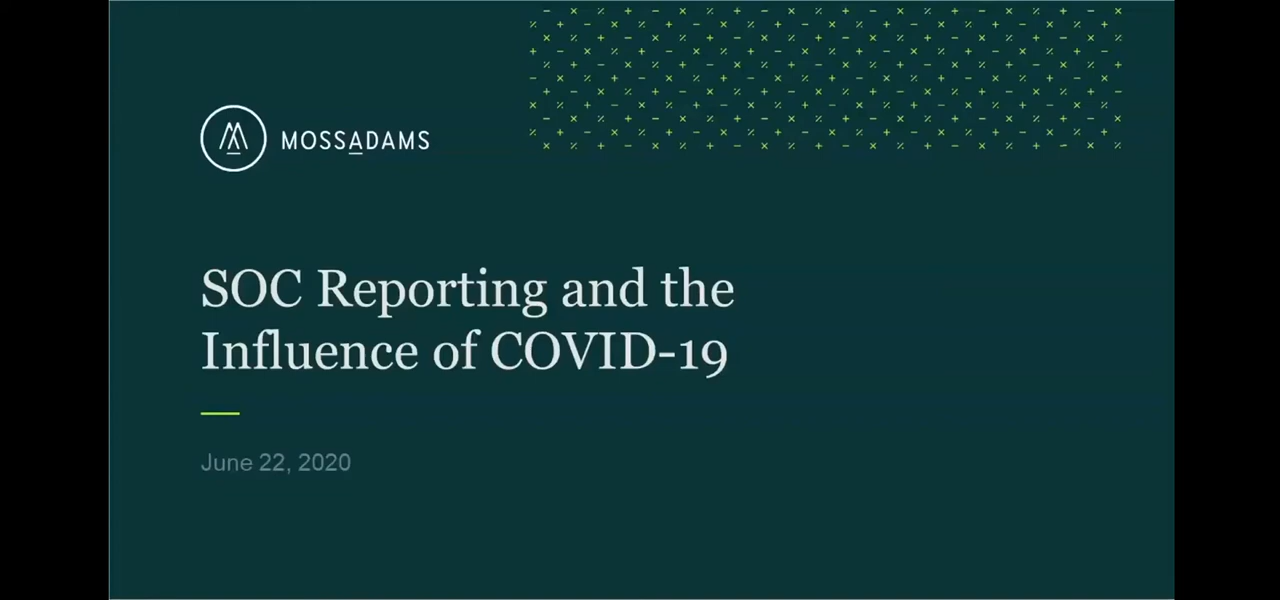 MOSSADAMS
SOC Reporting and the
Influence of COVID-19
June 22, 2020